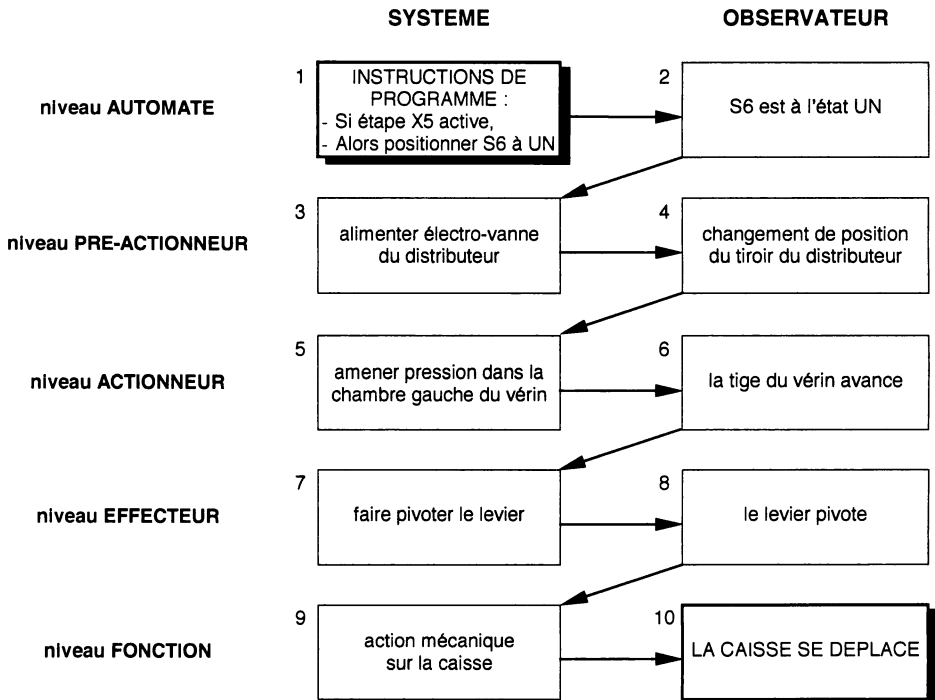 SYSTEME
OBSERVATEUR
niveau AUTOMATE
1
INSTRUCTIONS DE
PROGRAMME :
- Si étape X5 active,
- Alors positionner S6 à UN
2
S6 est à l'état UN
niveau PRE-ACTIONNEUR
3
alimenter électro-vanne
du distributeur
4
changement de position
du tiroir du distributeur
niveau ACTIONNEUR
5
amener pression dans la
chambre gauche du vérin
6
la tige du vérin avance
niveau EFFECTEUR
7
faire pivoter le levier
8
le levier pivote
niveau FONCTION
9
action mécanique
sur la caisse
10
LA CAISSE SE DEPLACE